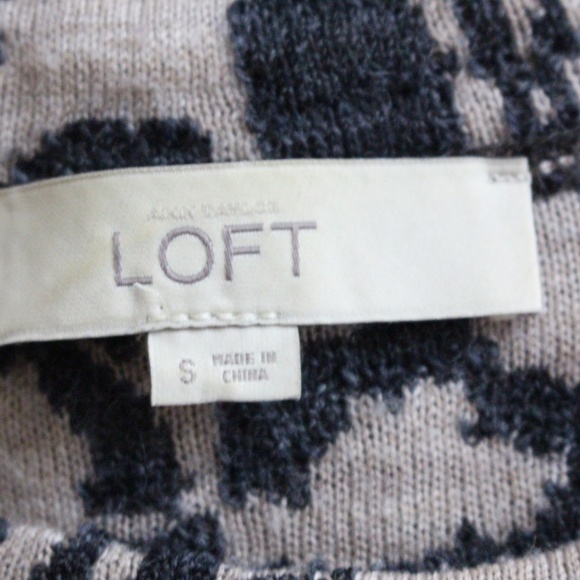 ANN TAYLOR
LOFT
S
MADE IN
CHINA